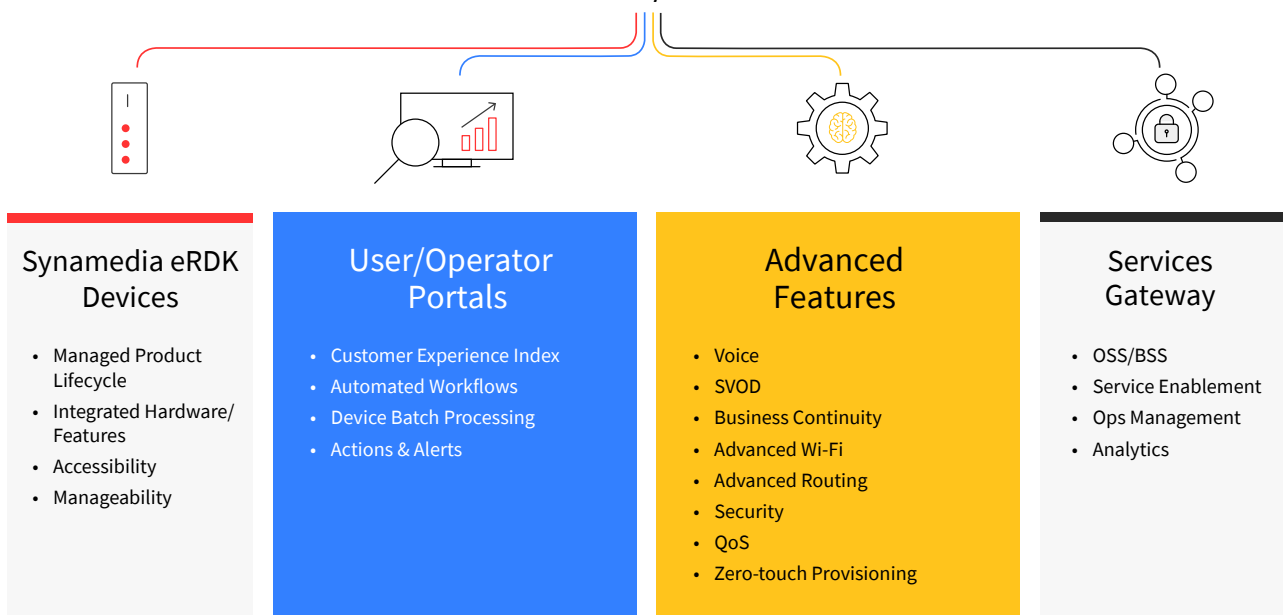 Synamedia eRDK
Devices
• Managed Product
Lifecycle
• Integrated Hardware/
Features
• Accessibility
• Manageability
User/Operator
Portals
• Customer Experience Index
• Automated Workflows
• Device Batch Processing
• Actions & Alerts
Advanced
Features
• Voice
• SVOD
• Business Continuity
• Advanced Wi-Fi
• Advanced Routing
• Security
• QoS
• Zero-touch Provisioning
Services
Gateway
• OSS/BSS
• Service Enablement
• Ops Management
• Analytics